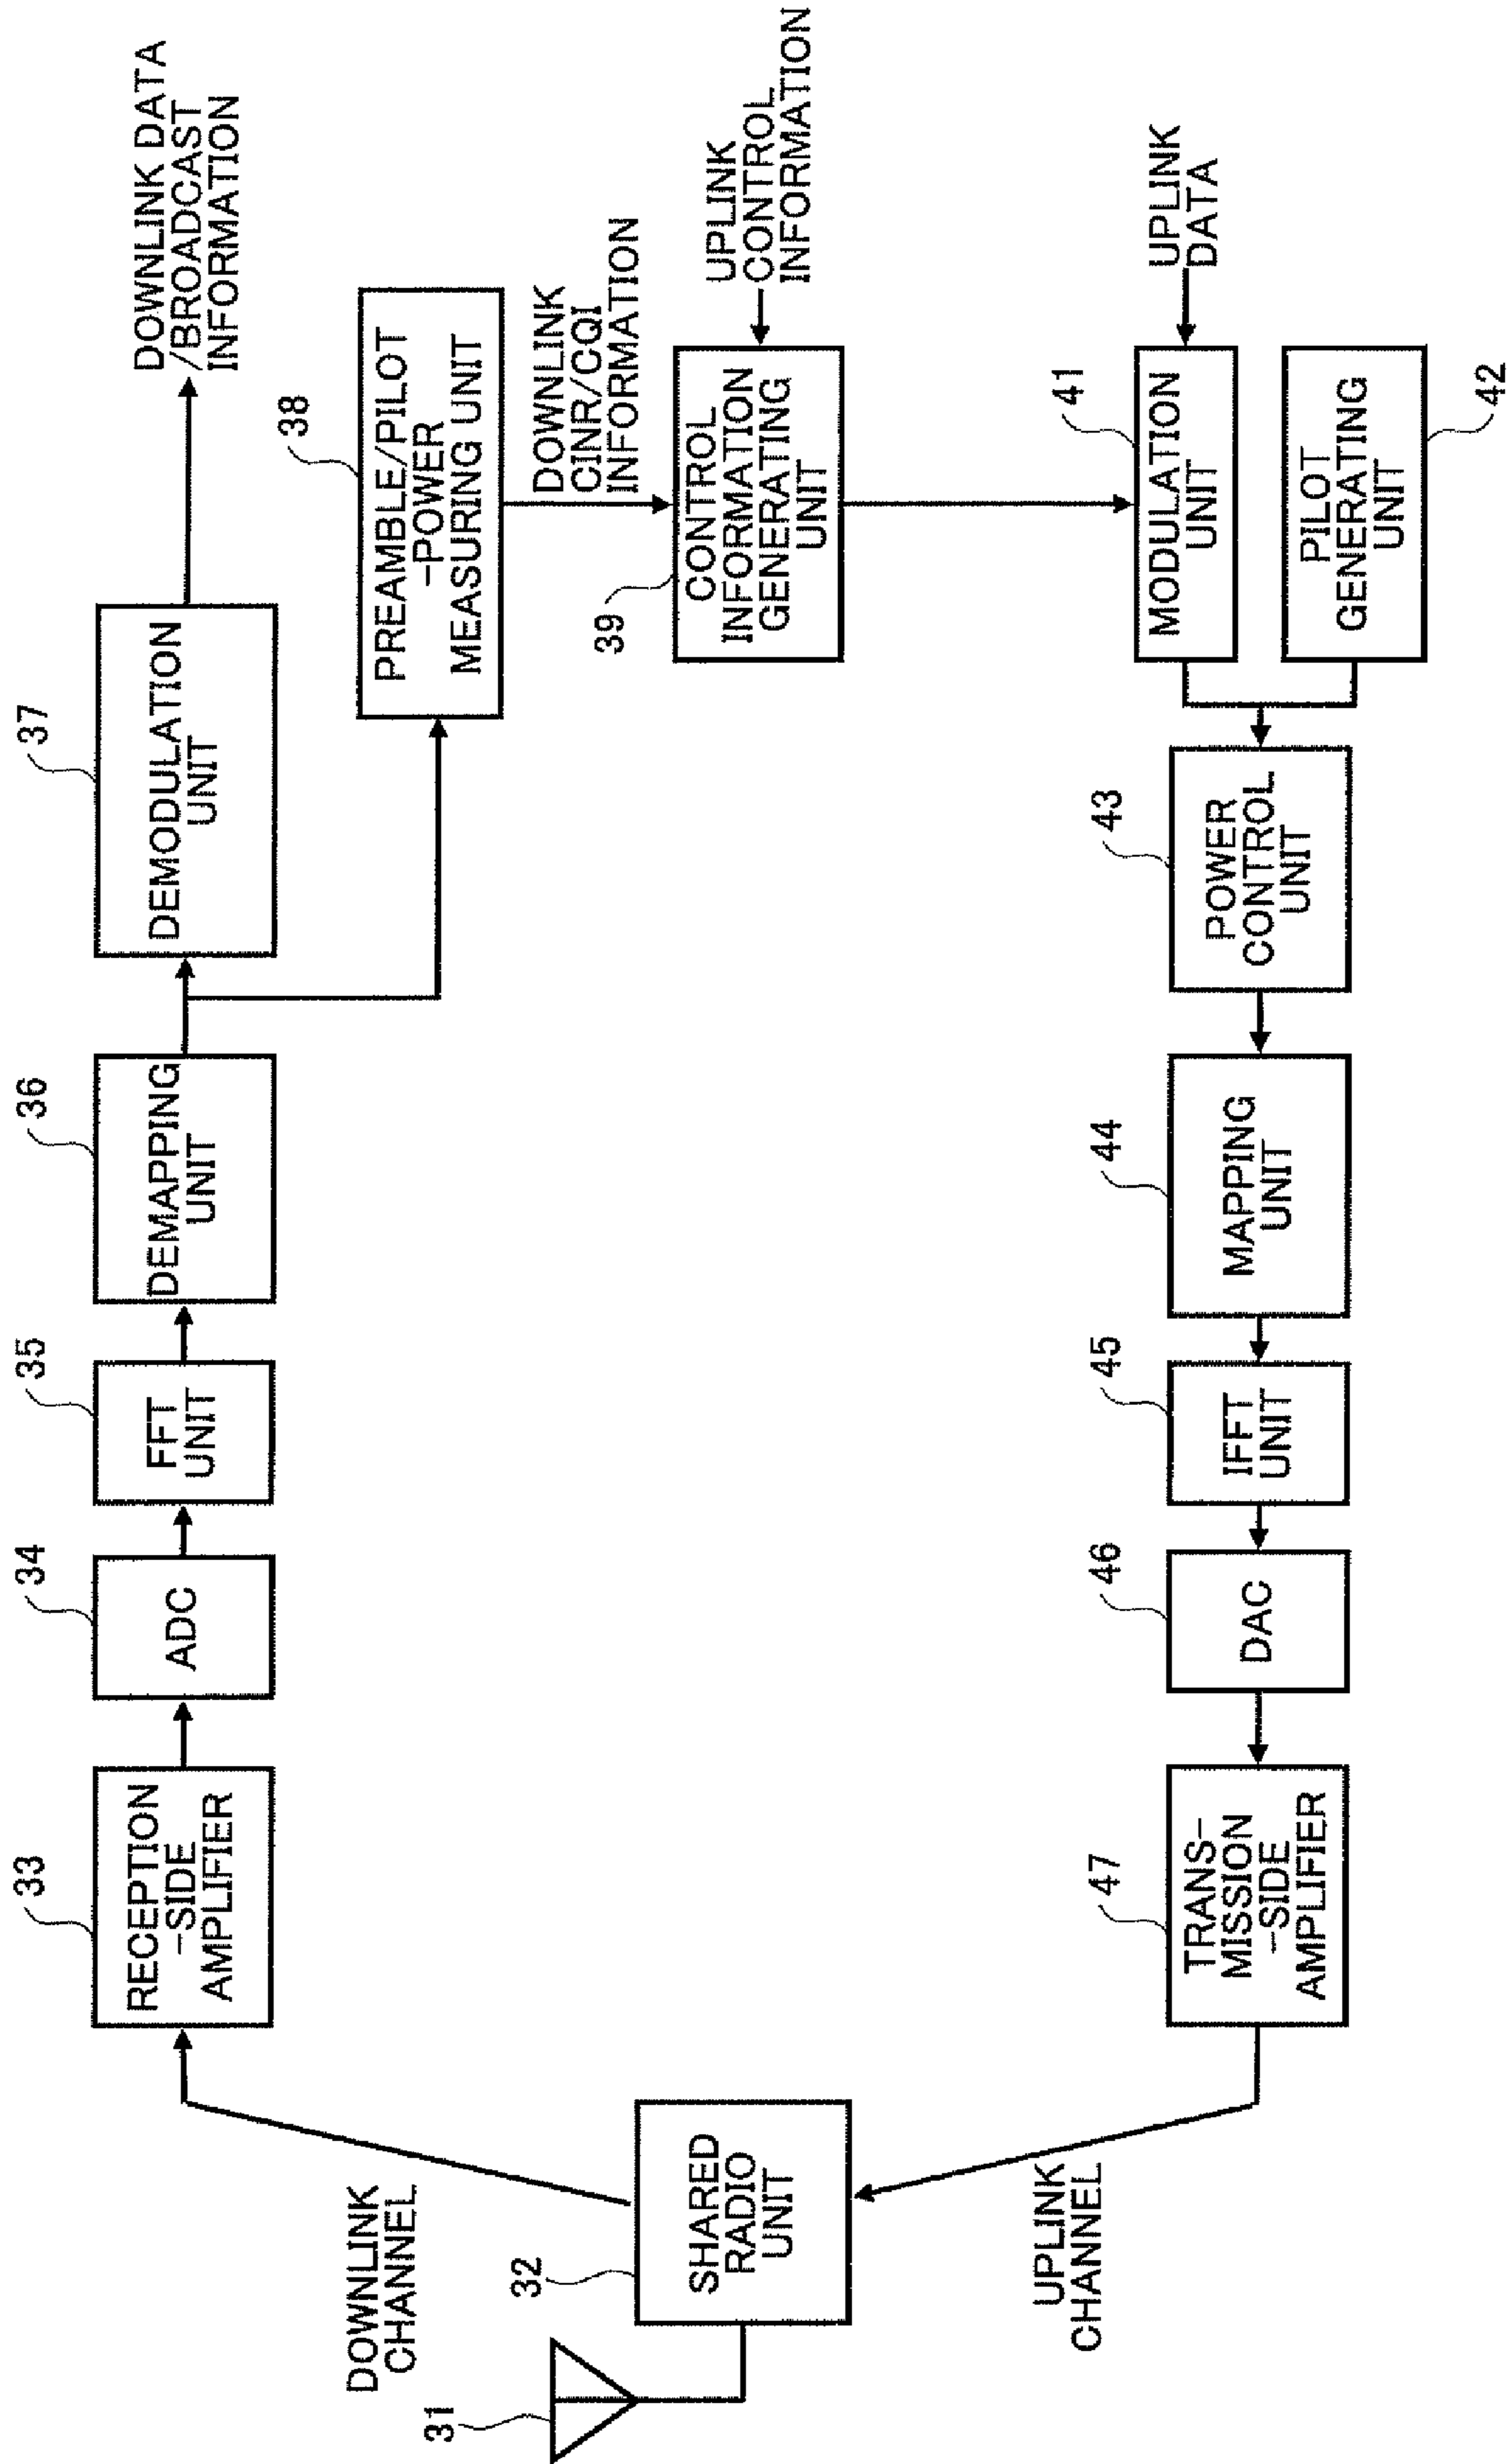 33
RECEPTION
-SIDE
AMPLIFIER
34
ADC
35
FFT
UNIT
36
DEMAPPING
UNIT
37
DEMODULATION
UNIT
DOWNLINK DATA
/BROADCAST
INFORMATION
38
PREAMBLE/PILOT
-POWER
MEASURING UNIT
DOWNLINK
CINR/CQI
INFORMATION
UPLINK
CONTROL
INFORMATION
39
CONTROL
INFORMATION
GENERATING
UNIT
DOWNLINK
CHANNEL
31
32
SHARED
RADIO
UNIT
UPLINK
CHANNEL
47
TRANS-
MISSION
-SIDE
AMPLIFIER
46
DAC
45
IFFT
UNIT
44
MAPPING
UNIT
43
POWER
CONTROL
UNIT
41
MODULATION
UNIT
UPLINK
DATA
PILOT
GENERATING
UNIT
42